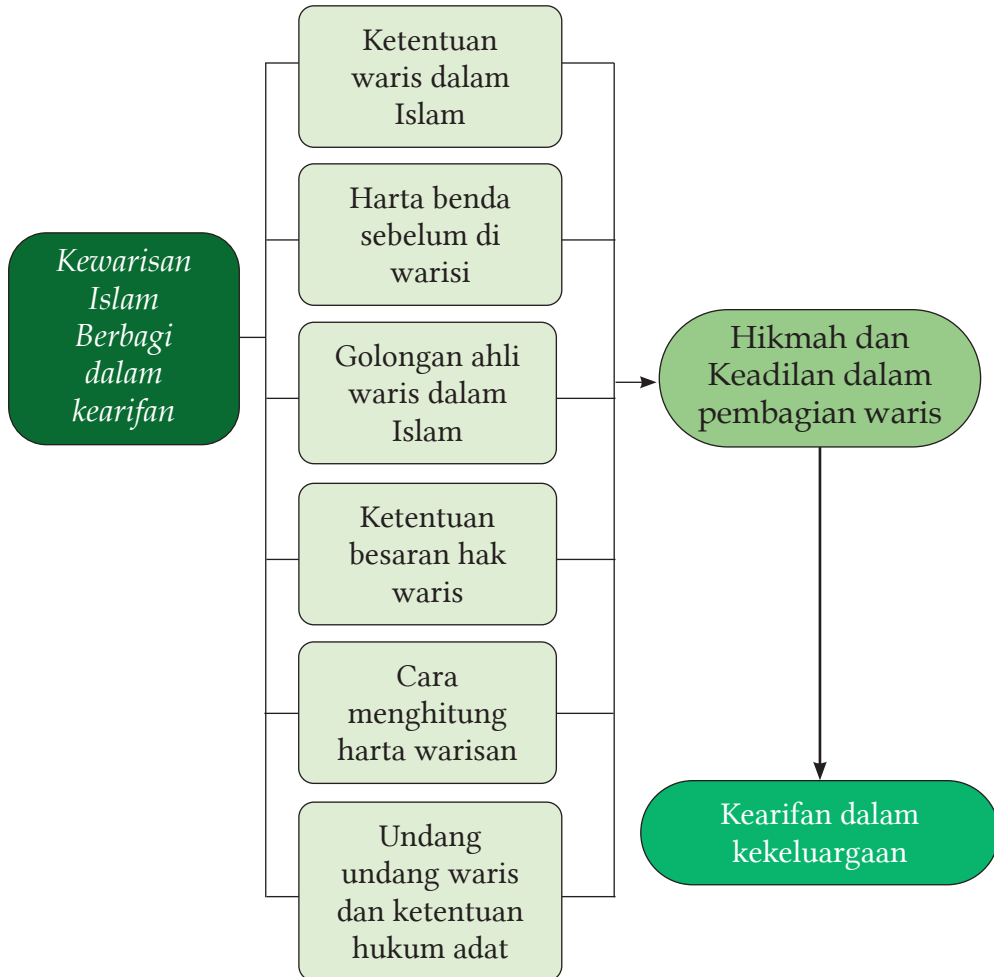 Kewarisan
Islam
Berbagi
dalam
kearifan
Ketentuan
waris dalam
Islam
Harta benda
sebelum di
warisi
Golongan ahli
waris dalam
Islam
Ketentuan
besaran hak
waris
Cara
menghitung
harta warisan
Undang
undang waris
dan ketentuan
hukum adat
Hikmah dan
Keadilan dalam
pembagian waris
Kearifan dalam
kekeluargaan